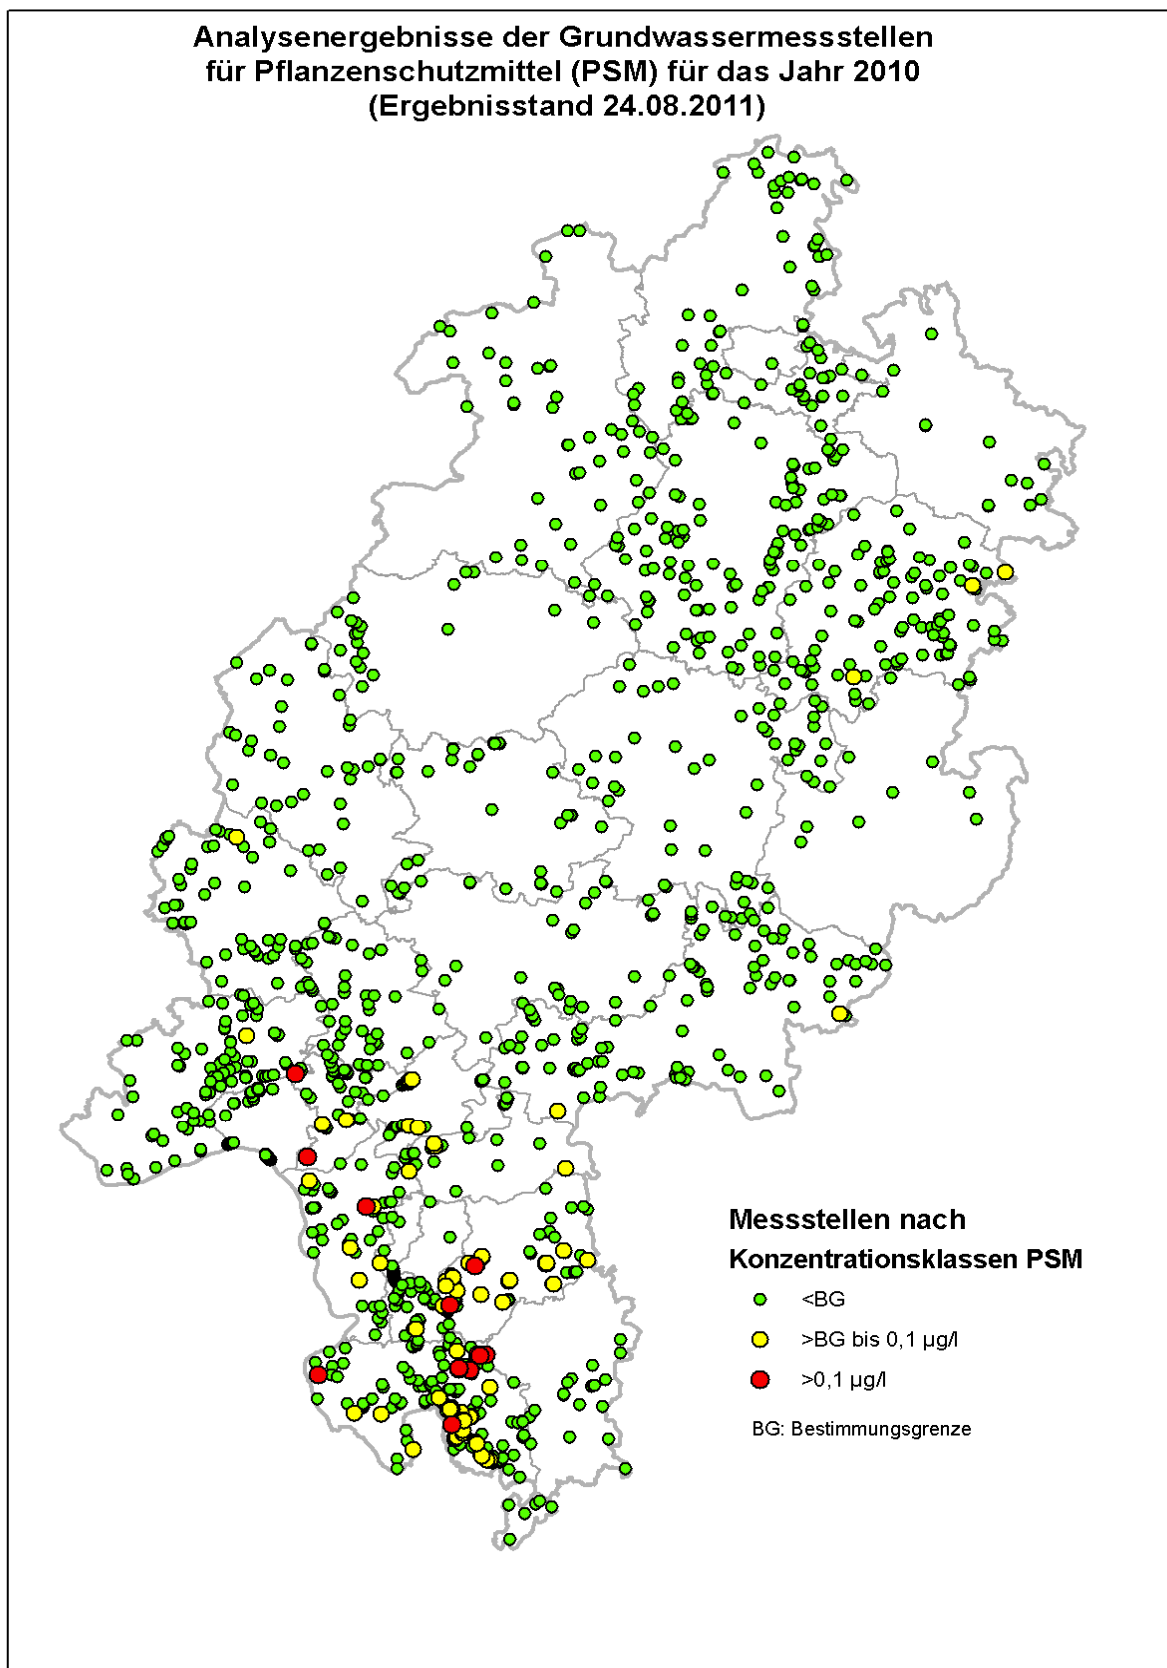 Analysenergebnisse der Grundwassermessstellen
für Pflanzenschutzmittel (PSM) für das Jahr 2010
(Ergebnisstand 24.08.2011)
Messstellen nach
Konzentrationsklassen PSM
<BG
>BG bis 0,1 µg/l
>0,1 µg/l
BG: Bestimmungsgrenze